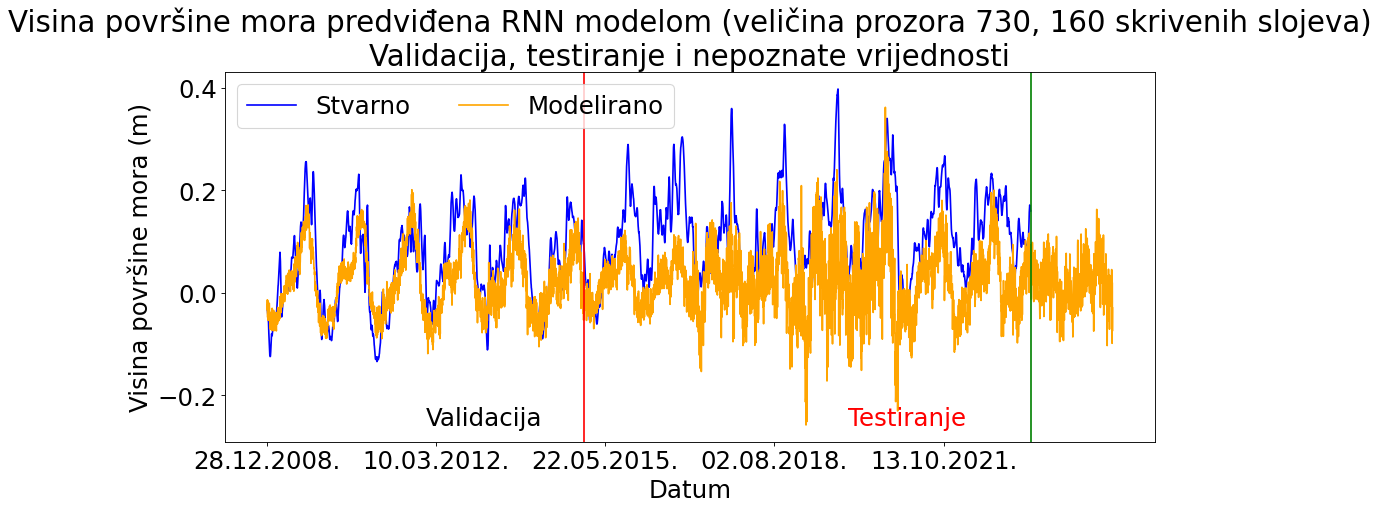 Visina površine mora predviđena RNN modelom (veličina prozora 730, 160 skrivenih slojeva)
Validacija, testiranje i nepoznate vrijednosti
Stvarno
Modelirano
Visina površine mora (m)
0.4
0.2
0.0
−0.2
Validacija
Testiranje
28.12.2008.
10.03.2012.
22.05.2015.
02.08.2018.
13.10.2021.
Datum